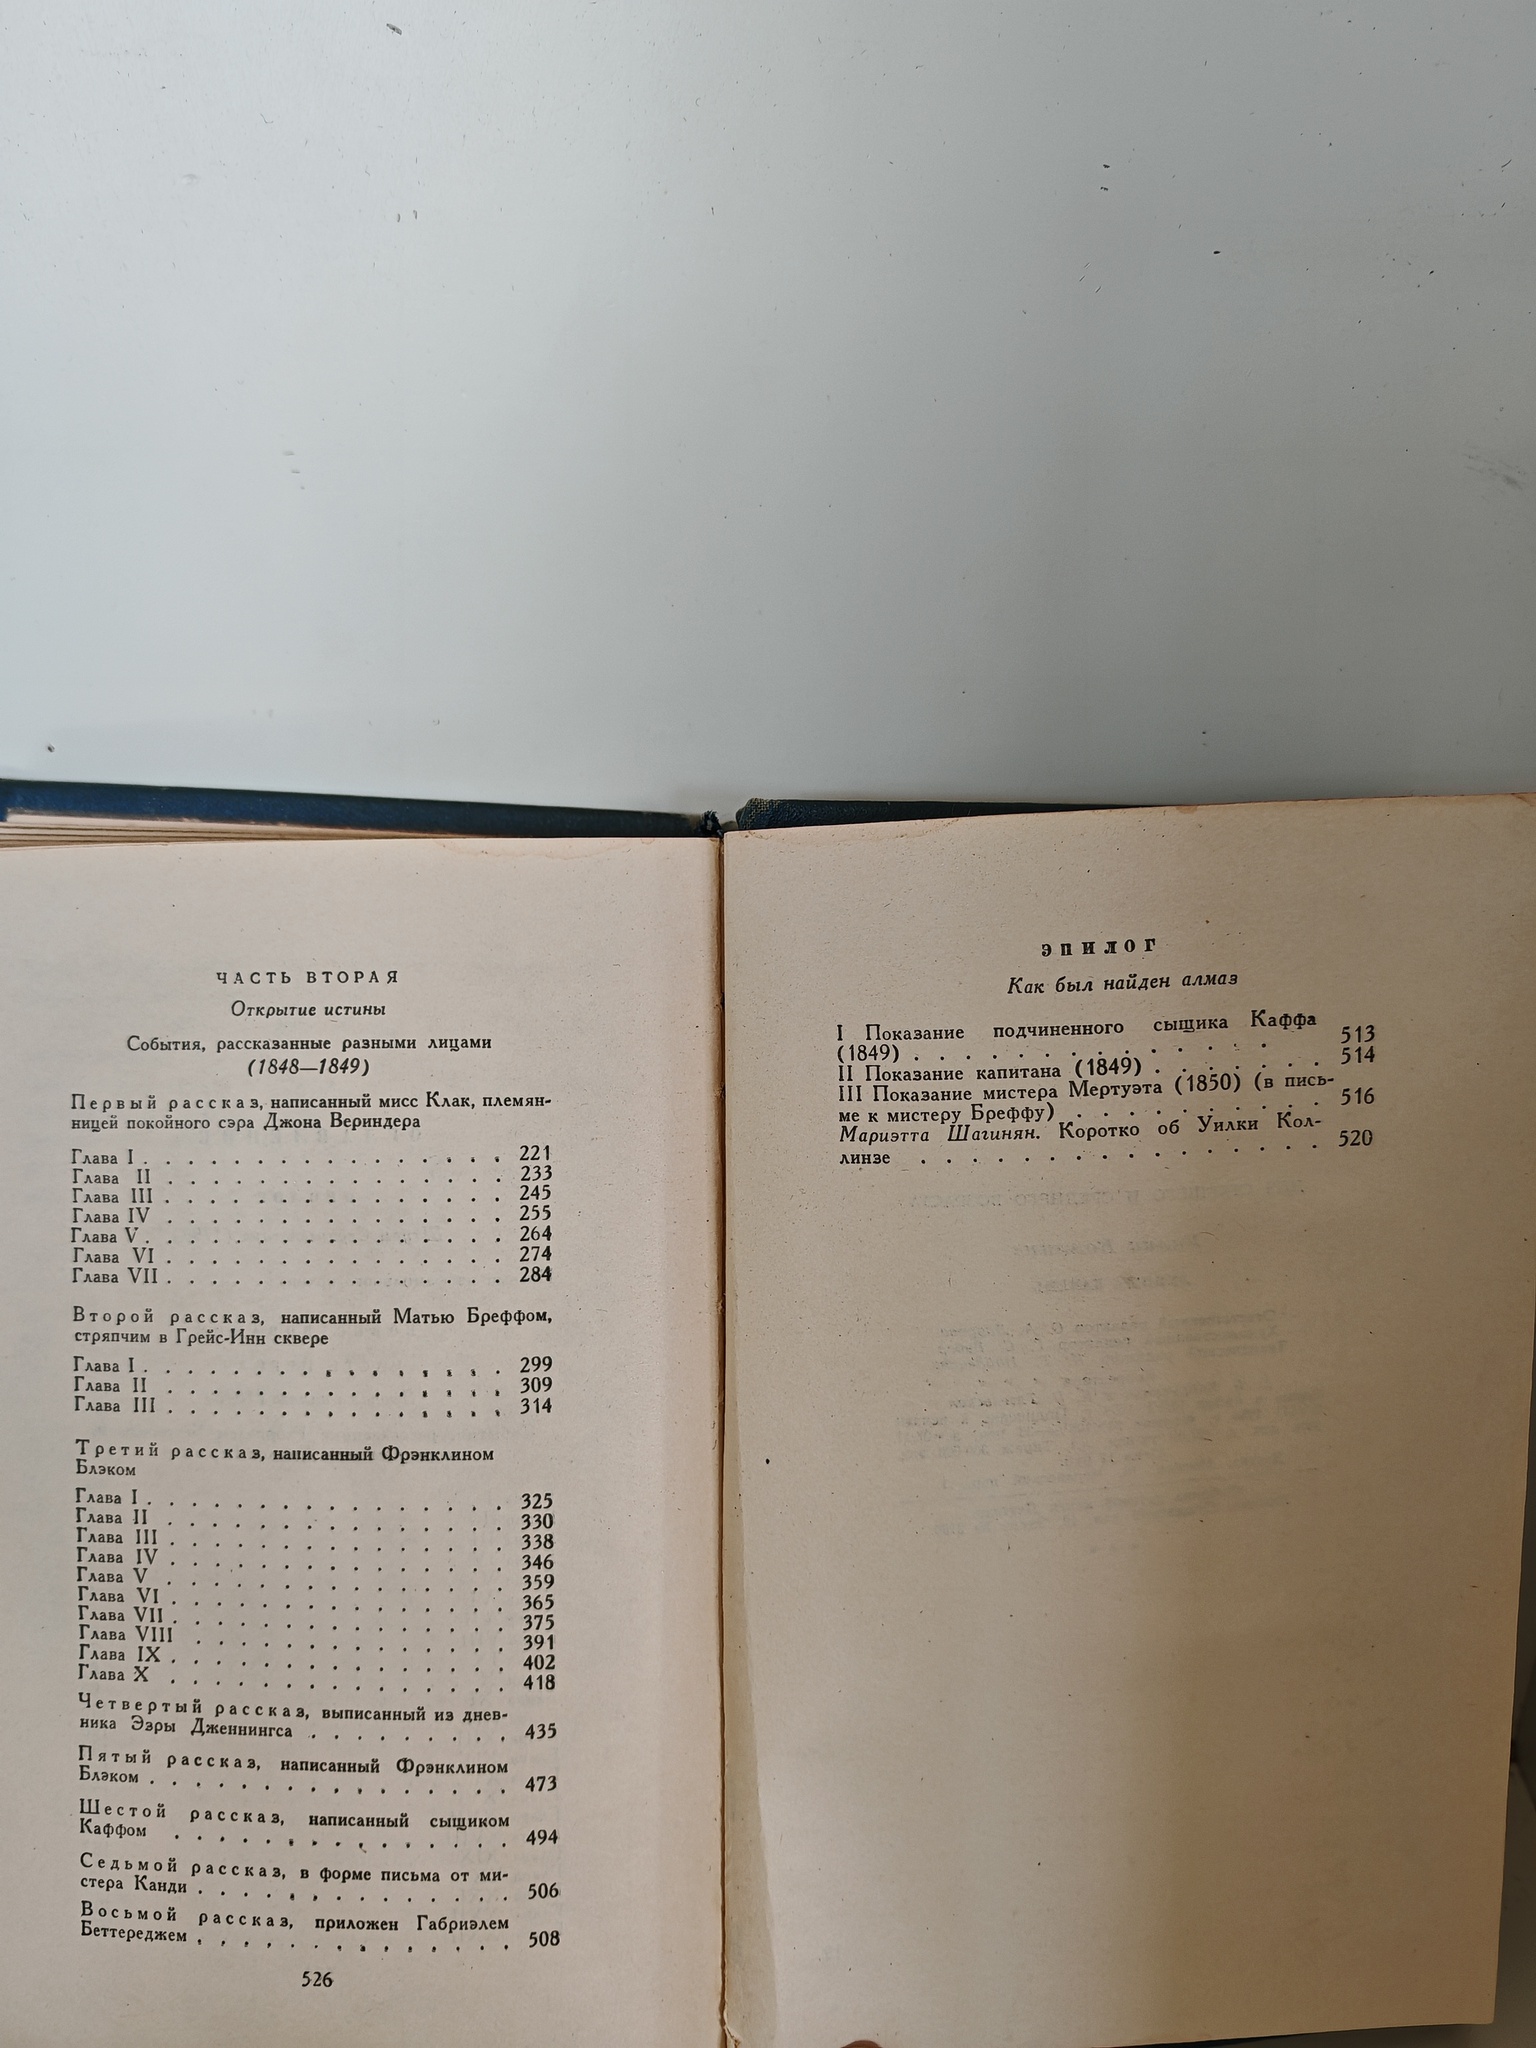 ЧАСТЬ ВТОРАЯ
Открытие истины
События, рассказанные разными лицами
(1848—1849)
Первый рассказ, написанный мисс Клак, племян-
ницей покойного сэра Джона Вериндера
Глава I . . . . . . . . . . . . . . . . 221
Глава II . . . . . . . . . . . . . . . 233
Глава III . . . . . . . . . . . . . . . 245
Глава IV . . . . . . . . . . . . . . . 255
Глава V . . . . . . . . . . . . . . . . 264
Глава VI . . . . . . . . . . . . . . . 274
Глава VII . . . . . . . . . . . . . . . 284
Второй рассказ, написанный Матью Бреффом,
стряпчим в Грейс-Инн сквере
Глава I . . . . . . . . . . . . . . . . 299
Глава II . . . . . . . . . . . . . . . 309
Глава III . . . . . . . . . . . . . . . 314
Третий рассказ, написанный Фрэнклином
Блэком
Глава I . . . . . . . . . . . . . . . . 325
Глава II . . . . . . . . . . . . . . . 330
Глава III . . . . . . . . . . . . . . . 338
Глава IV . . . . . . . . . . . . . . . 346
Глава V . . . . . . . . . . . . . . . 359
Глава VI . . . . . . . . . . . . . . . 365
Глава VII . . . . . . . . . . . . . . . 375
Глава VIII . . . . . . . . . . . . . . 391
Глава IX . . . . . . . . . . . . . . . 402
Глава X . . . . . . . . . . . . . . . 418
Четвертый рассказ, выписанный из днев-
ника Эзры Дженнингса . . . . . . . . . 435
Пятый рассказ, написанный Фрэнклином
Блэком . . . . . . . . . . . . . . . . 473
Шестой рассказ, написанный сыщиком
Каффом . . . . . . . . . . . . . . . 494
Седьмой рассказ, в форме письма от ми-
стера Канди . . . . . . . . . . . . . . 506
Восьмой рассказ, приложен Габриэлем
Беттереджем . . . . . . . . . . . . . . 508
526
ЭПИЛОГ
Как был найден алмаз
I Показание подчиненного сыщика Каффа
(1849) . . . . . . . . . . . . . . 513
II Показание капитана (1849) . . . . . . . 514
III Показание мистера Мертуэта (1850) (в пись-
ме к мистеру Бреффу) . . . . . . . . . 516
Мариэтта Шагинян. Коротко об Уилки Кол-
линзе . . . . . . . . . . . . . . . . 520